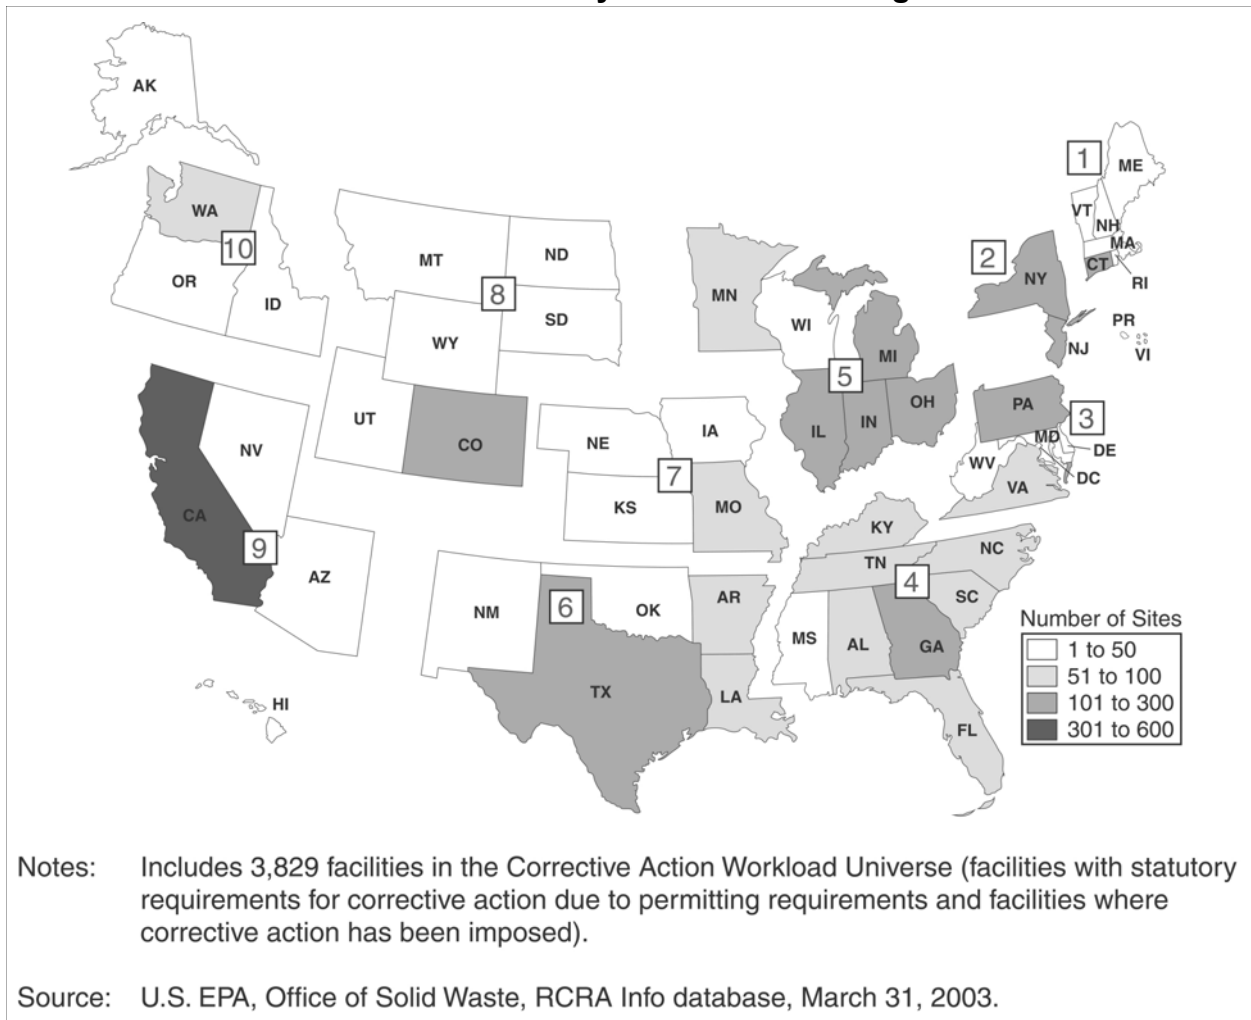 AK
1
ME
WA
VT
NH
10
2
MA
MT
ND
CT
OR
NY
RI
ID
8
MN
SD
PR
WI
WY
NJ
VI
MI
5
UT
OH
PA
CO
IL
IN
3
NV
NE
IA
MD
DE
WV
DC
7
VA
CA
KS
MO
KY
9
NC
TN
AZ
4
6
AR
SC
NM
OK
MS
AL
GA
TX
LA
HI
FL
Number of Sites
1 to 50
51 to 100
101 to 300
301 to 600
Notes: Includes 3,829 facilities in the Corrective Action Workload Universe (facilities with statutory
requirements for corrective action due to permitting requirements and facilities where
corrective action has been imposed).
Source: U.S. EPA, Office of Solid Waste, RCRA Info database, March 31, 2003.